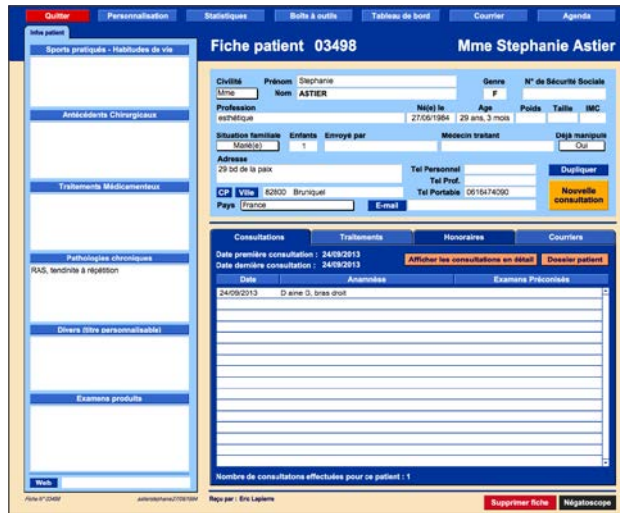 Quitter Personnalisation Statistiques Boîte à outils Tableau de bord Courrier Agenda
Infos patient
Sports pratiqués - Habitudes de vie
Fiche patient 03498 Mme Stephanie Astier
Civilité Prénom Stephanie Genre N° de Sécurité Sociale
Mme Nom ASTIER F
Antécédents Chirurgicaux
Profession Né(e) le Age Poids Taille IMC
esthétique 27/06/1984 29 ans, 3 mois
Situation familiale Enfants Envoyé par Médecin traitant Déjà manipulé
Marié(e) 1 Oui
Adresse
29 bd de la paix Tel Personnel Dupliquer
Tel Prof.
Traitements Médicamenteux
CP Ville 82800 Bruniquel Tel Portable 0616474090 Nouvelle consultation
Pays France E-mail
Consultations Traitements Honoraires Courriers
Date première consultation : 24/09/2013
Date dernière consultation : 24/09/2013
Afficher les consultations en détail Dossier patient
Pathologies chroniques
RAS, tendinite à répétition
Date Anamnèse Examens Préconisés
24/09/2013 D aine G, bras droit
Divers (titre personnalisable)
Examens produits
Nombre de consultatons effectuées pour ce patient : 1
Web
Fiche N° 03498
Reçu par : Eric Lapierre
Supprimer fiche Négatoscope